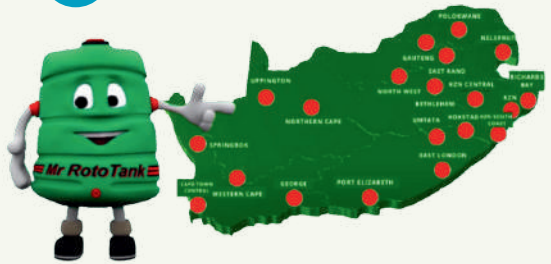 POLOKWANE
NELSPRUIT
GAUTENG
EAST RAND
UPPINGTON
NORTH WEST
KZN CENTRAL
RICHARDS
BAY
BETHLEHEM
KZN
NORTHERN CAPE
UMTATA
KOKSTAD
KZN SOUTH
COAST
SPRINGBOK
EAST LONDON
Mr RotoTank
CAPE TOWN
CENTRAL
WESTERN CAPE
GEORGE
PORT ELIZABETH